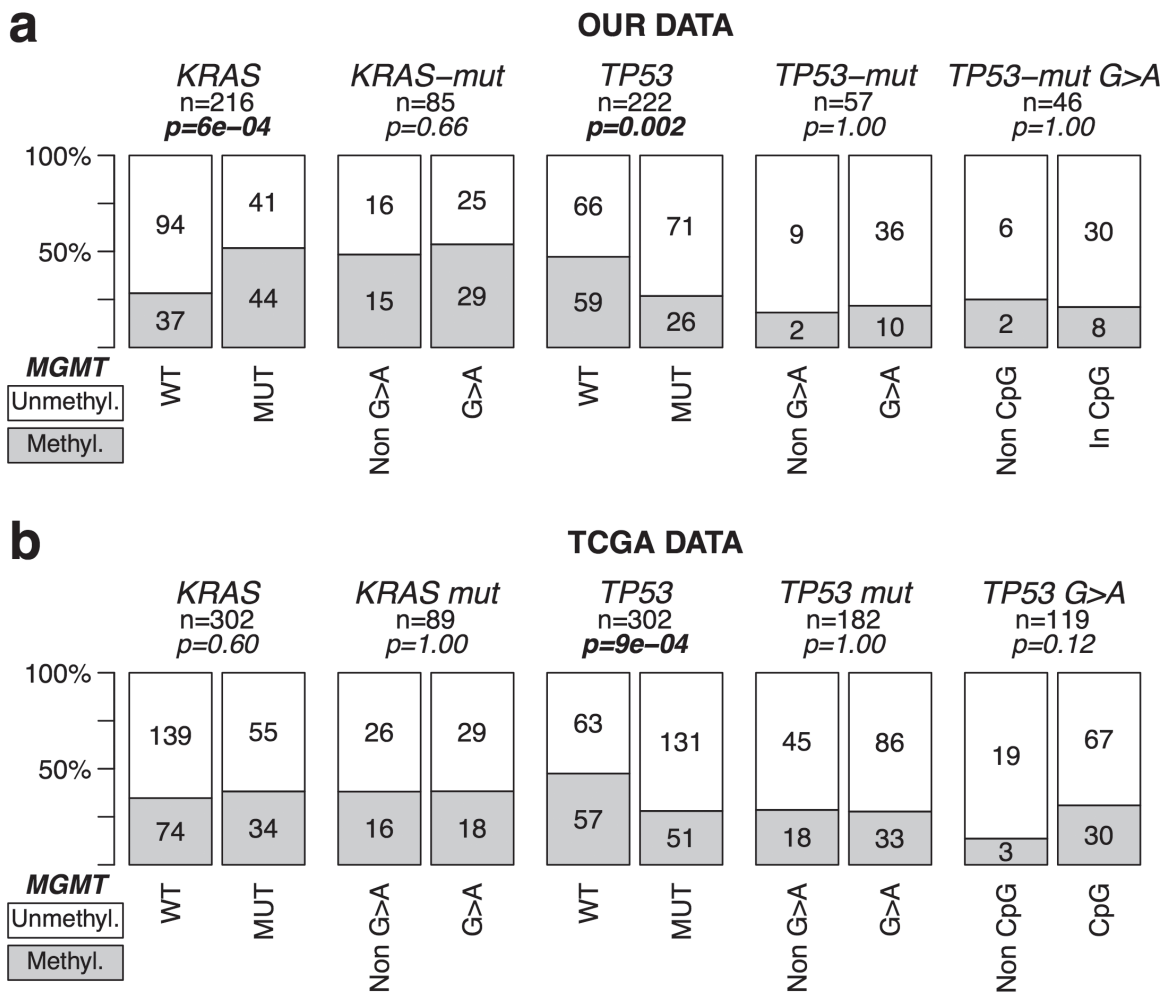 a
OUR DATA
KRAS KRAS−mut TP53 TP53−mut TP53−mut G>A
n=216 n=85 n=222 n=57 n=46
p=6e−04 p=0.66 p=0.002 p=1.00 p=1.00
100%
50%
94 41 16 25 66 71 9 36 6 30
37 44 15 29 59 26 2 10 2 8
MGMT
Unmethyl.
Methyl.
WT MUT Non G>A G>A WT MUT Non G>A G>A Non CpG In CpG
b
TCGA DATA
KRAS KRAS mut TP53 TP53 mut TP53 G>A
n=302 n=89 n=302 n=182 n=119
p=0.60 p=1.00 p=9e−04 p=1.00 p=0.12
100%
50%
139 55 26 29 63 131 45 86 19 67
74 34 16 18 57 51 18 33 3 30
MGMT
Unmethyl.
Methyl.
WT MUT Non G>A G>A WT MUT Non G>A G>A Non CpG CpG